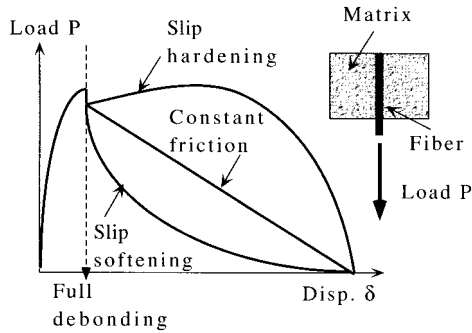 Load P
Slip
hardening
Matrix
Constant
friction
Fiber
Load P
Slip
softening
Full
debonding
Disp. δ